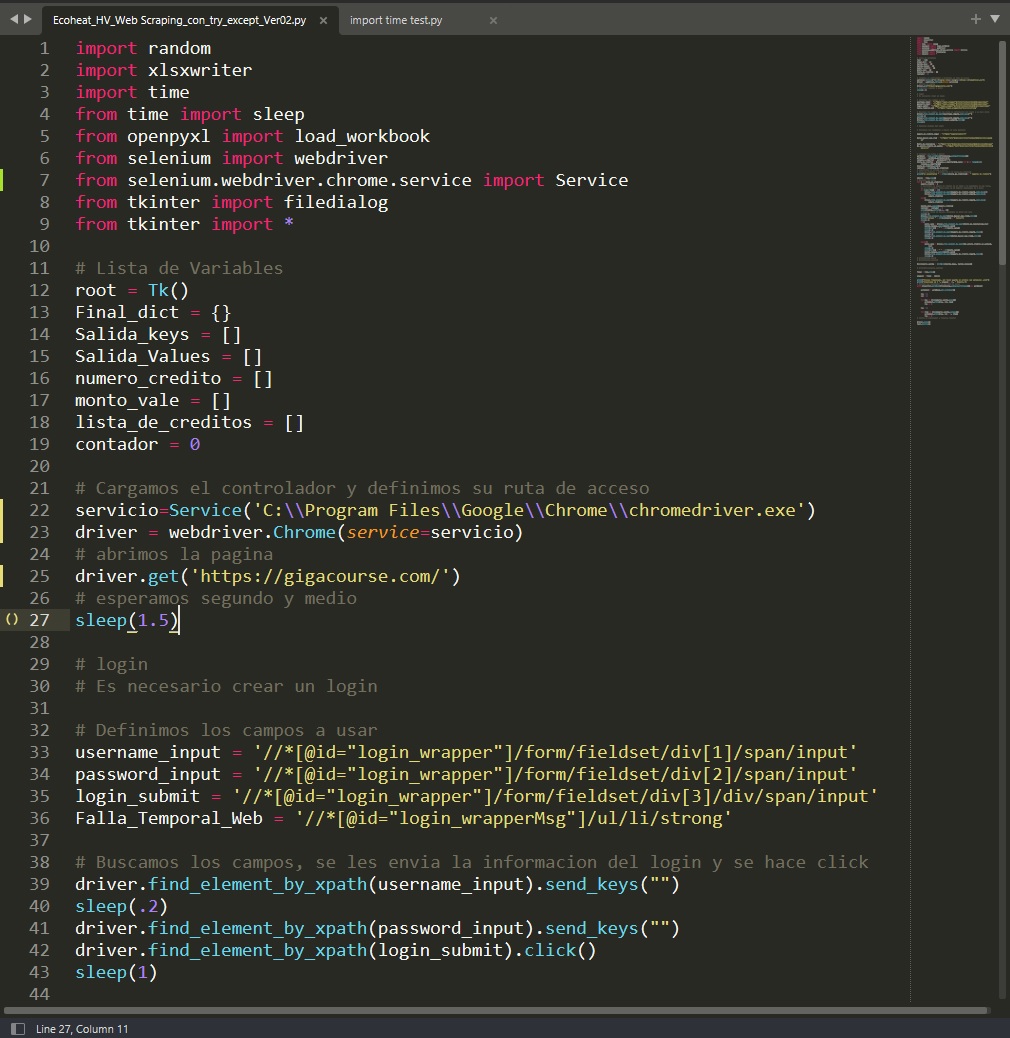 Ecoheat_HV_Web Scraping_con_try_except_Ver02.py × import time test.py ×
1 import random
2 import xlsxwriter
3 import time
4 from time import sleep
5 from openpyxl import load_workbook
6 from selenium import webdriver
7 from selenium.webdriver.chrome.service import Service
8 from tkinter import filedialog
9 from tkinter import *
10
11 # Lista de Variables
12 root = Tk()
13 Final_dict = {}
14 Salida_keys = []
15 Salida_Values = []
16 numero_credito = []
17 monto_vale = []
18 lista_de_creditos = []
19 contador = 0
20
21 # Cargamos el controlador y definimos su ruta de acceso
22 servicio=Service('C:\\Program Files\\Google\\Chrome\\chromedriver.exe')
23 driver = webdriver.Chrome(service=servicio)
24 # abrimos la pagina
25 driver.get('https://gigacourse.com/')
26 # esperamos segundo y medio
27 sleep(1.5)
28
29 # login
30 # Es necesario crear un login
31
32 # Definimos los campos a usar
33 username_input = '//*[@id="login_wrapper"]/form/fieldset/div[1]/span/input'
34 password_input = '//*[@id="login_wrapper"]/form/fieldset/div[2]/span/input'
35 login_submit = '//*[@id="login_wrapper"]/form/fieldset/div[3]/div/span/input'
36 Falla_Temporal_Web = '//*[@id="login_wrapperMsg"]/ul/li/strong'
37
38 # Buscamos los campos, se les envia la informacion del login y se hace click
39 driver.find_element_by_xpath(username_input).send_keys("")
40 sleep(.2)
41 driver.find_element_by_xpath(password_input).send_keys("")
42 driver.find_element_by_xpath(login_submit).click()
43 sleep(1)
44
Line 27, Column 11